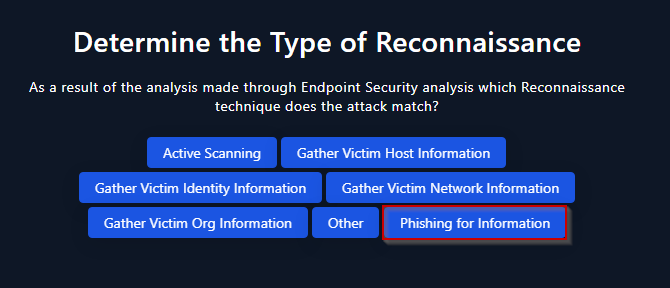 Determine the Type of Reconnaissance
As a result of the analysis made through Endpoint Security analysis which Reconnaissance
technique does the attack match?
Active Scanning Gather Victim Host Information
Gather Victim Identity Information Gather Victim Network Information
Gather Victim Org Information Other Phishing for Information